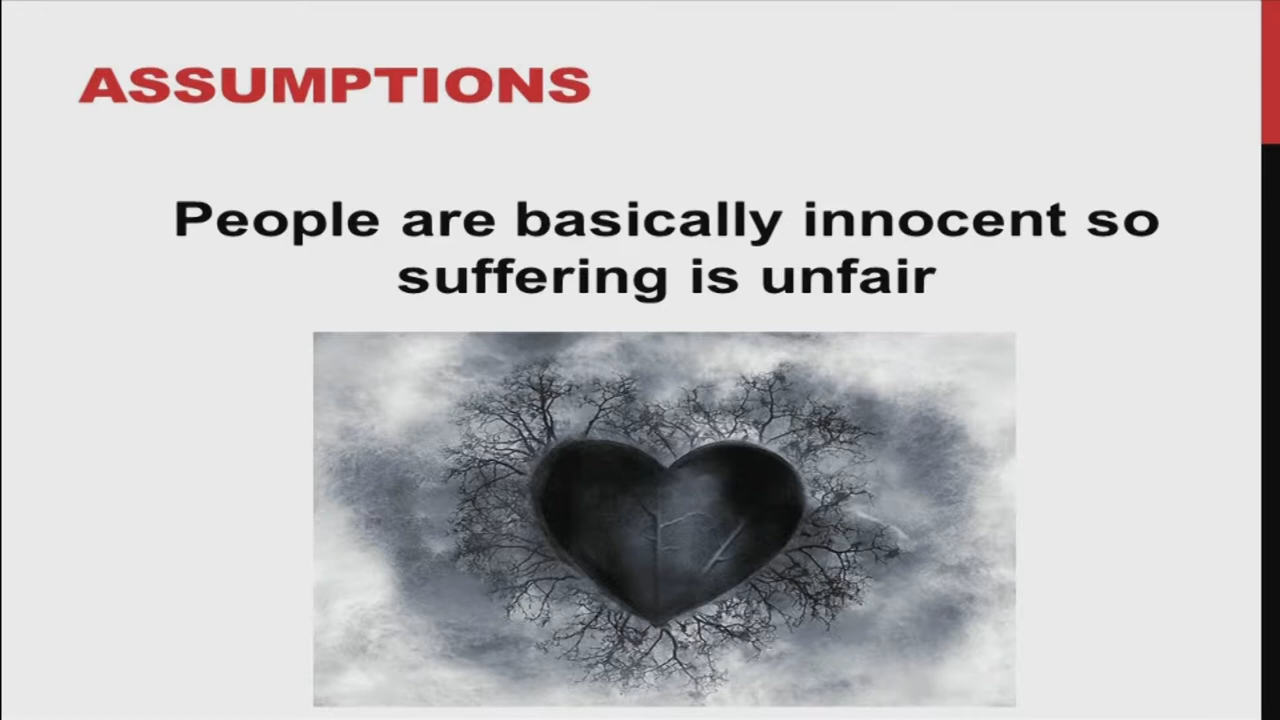 ASSUMPTIONS
People are basically innocent so
suffering is unfair